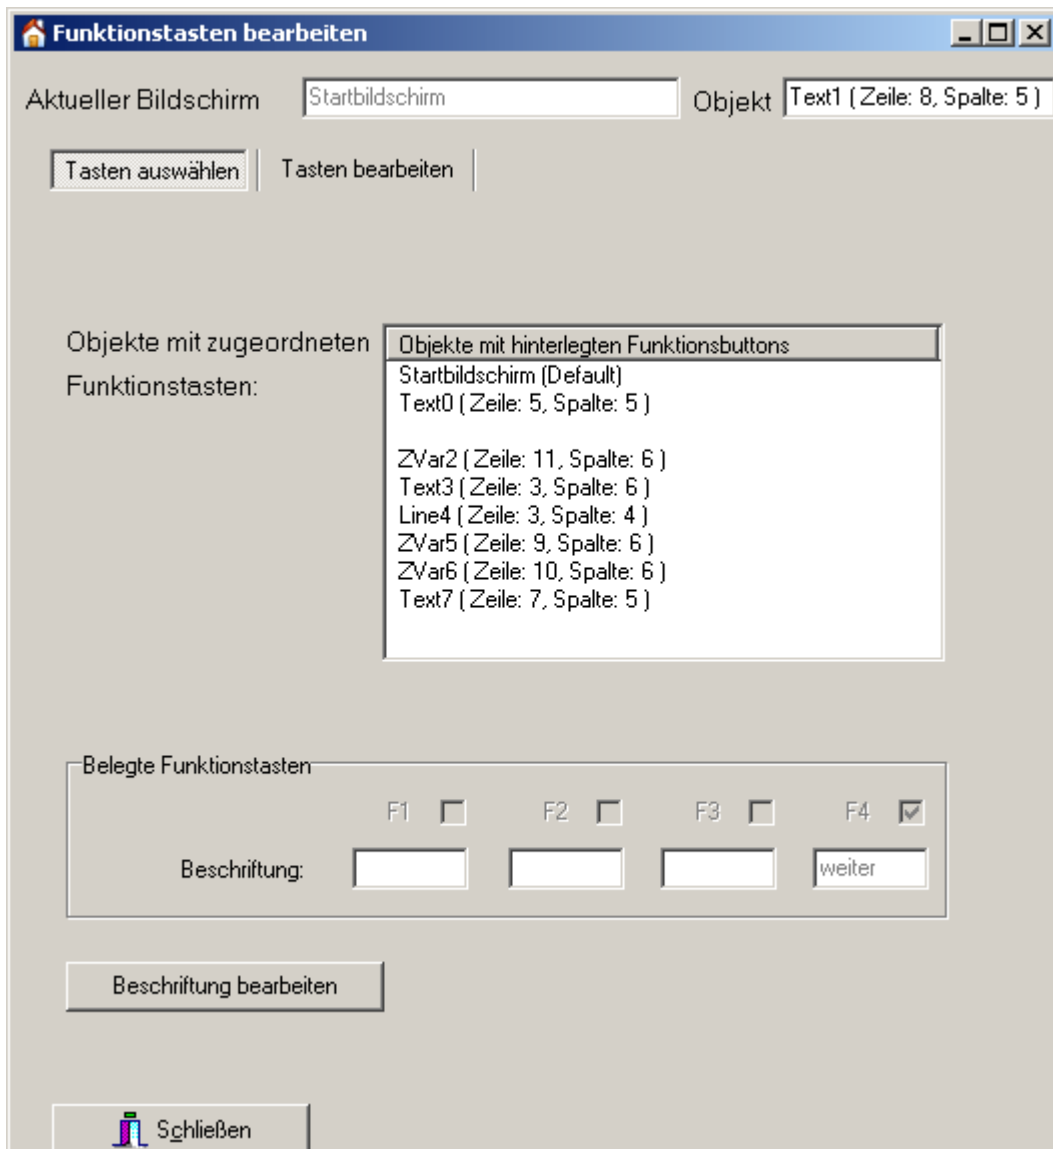 Funktionstasten bearbeiten
Aktueller Bildschirm Startbildschirm Objekt Text1 ( Zeile: 8, Spalte: 5 )
Tasten auswählen Tasten bearbeiten
Objekte mit zugeordneten
Funktionstasten:
Objekte mit hinterlegten Funktionsbuttons
Startbildschirm (Default)
Text0 ( Zeile: 5, Spalte: 5 )
ZVar2 ( Zeile: 11, Spalte: 6 )
Text3 ( Zeile: 3, Spalte: 6 )
Line4 ( Zeile: 3, Spalte: 4 )
ZVar5 ( Zeile: 9, Spalte: 6 )
ZVar6 ( Zeile: 10, Spalte: 6 )
Text7 ( Zeile: 7, Spalte: 5 )
Belegte Funktionstasten
F1 F2 F3 F4
Beschriftung: weiter
Beschriftung bearbeiten
Schließen